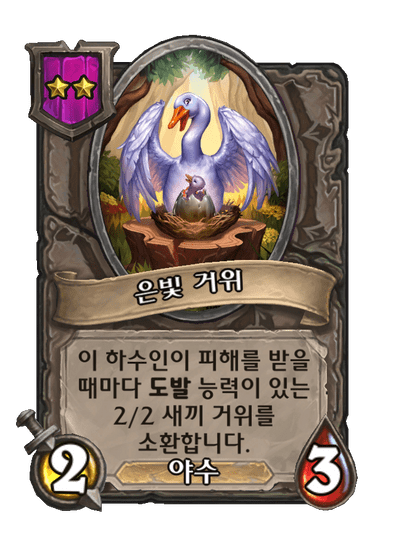 은빛 거위
이 하수인이 피해를 받을
때마다 도발 능력이 있는
2/2 새끼 거위를
소환합니다.
야수
2
3